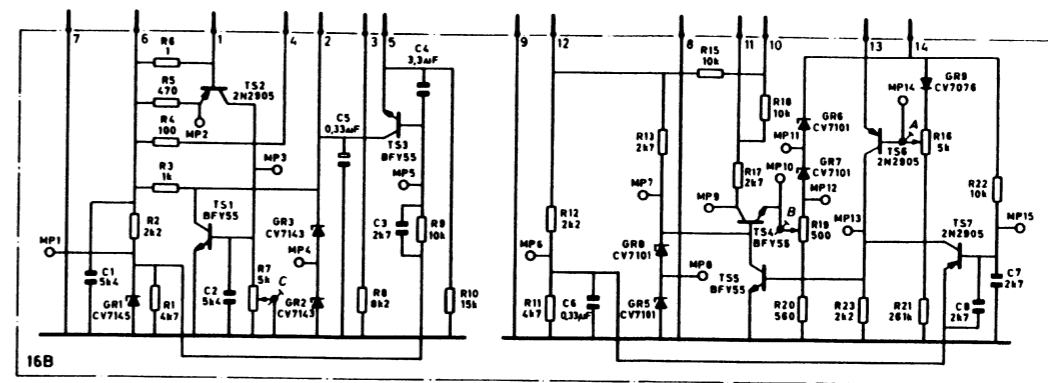 7
6
1
4
2
3
5
R6
1
R5
470
MP2
TS2
2N2905
R4
100
R3
1k
MP3
TS1
BFY55
MP1
R2
2k2
C1
5k4
GR1
CV7145
R1
4k7
C2
5k4
R7
5k
C
GR3
CV7143
MP4
GR2
CV7143
C5
0,33µF
C4
3,3µF
TS3
BFY55
MP5
C3
2k7
R9
10k
R8
8k2
R10
15k
9
12
8
11
10
13
14
R15
10k
R13
2k7
R18
10k
MP7
R12
2k2
MP6
R11
4k7
C6
0,33µF
GR8
CV7101
MP8
GR5
CV7101
MP9
R17
2k7
MP10
TS4
BFY55
TS5
BFY55
B
GR6
CV7101
MP11
GR7
CV7101
MP12
R19
500
R20
560
MP13
R23
2k2
MP14
A
TS6
2N2905
GR9
CV7076
R16
5k
R21
261k
TS7
2N2905
R22
10k
MP15
C7
2k7
C8
2k7
16B